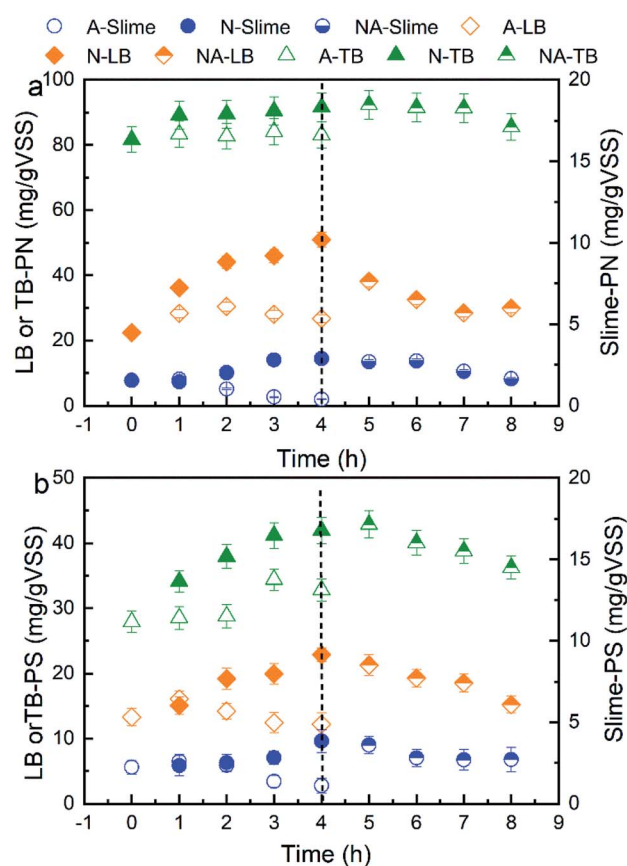 A-Slime N-Slime NA-Slime A-LB
N-LB NA-LB A-TB N-TB NA-TB
a
100
80
60
40
20
0
LB or TB-PN (mg/gVSS)
20
15
10
5
0
Slime-PN (mg/gVSS)
-1 0 1 2 3 4 5 6 7 8 9
Time (h)
b
50
40
30
20
10
0
LB orTB-PS (mg/gVSS)
20
15
10
5
0
Slime-PS (mg/gVSS)
-1 0 1 2 3 4 5 6 7 8 9
Time (h)